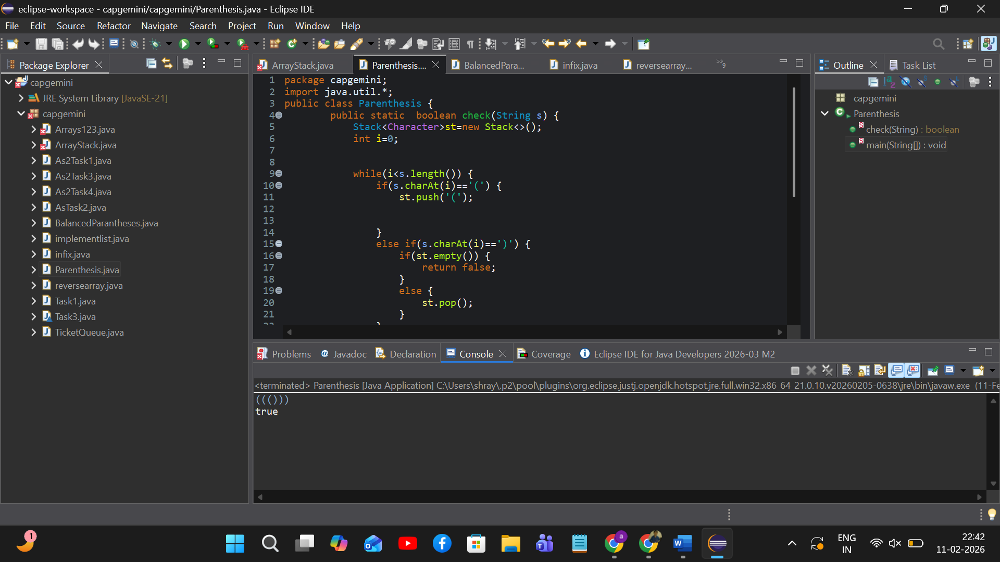 eclipse-workspace - capgemini/capgemini/Parenthesis.java - Eclipse IDE
File Edit Source Refactor Navigate Search Project Run Window Help
Package Explorer
capgemini
JRE System Library [JavaSE-21]
capgemini
Arrays123.java
ArrayStack.java
As2Task1.java
As2Task3.java
As2Task4.java
AsTask2.java
BalancedParantheses.java
implementlist.java
infix.java
Parenthesis.java
reversearray.java
Task1.java
Task3.java
TicketQueue.java
ArrayStack.java Parenthesis.... BalancedPara... infix.java reversearray... »9
1 package capgemini;
2 import java.util.*;
3 public class Parenthesis {
4 public static boolean check(String s) {
5 Stack<Character>st=new Stack<>();
6 int i=0;
7
8
9 while(i<s.length()) {
10 if(s.charAt(i)=='(') {
11 st.push('(');
12
13
14 }
15 else if(s.charAt(i)==')') {
16 if(st.empty()) {
17 return false;
18 }
19 else {
20 st.pop();
21 }
Outline Task List
capgemini
Parenthesis
check(String) : boolean
main(String[]) : void
Problems Javadoc Declaration Console Coverage Eclipse IDE for Java Developers 2026-03 M2
<terminated> Parenthesis [Java Application] C:\Users\shray\.p2\pool\plugins\org.eclipse.justj.openjdk.hotspot.jre.full.win32.x86_64_21.0.10.v20260205-0638\jre\bin\javaw.exe (11-Fe
((()))
true
1
ENG
IN
22:42
11-02-2026